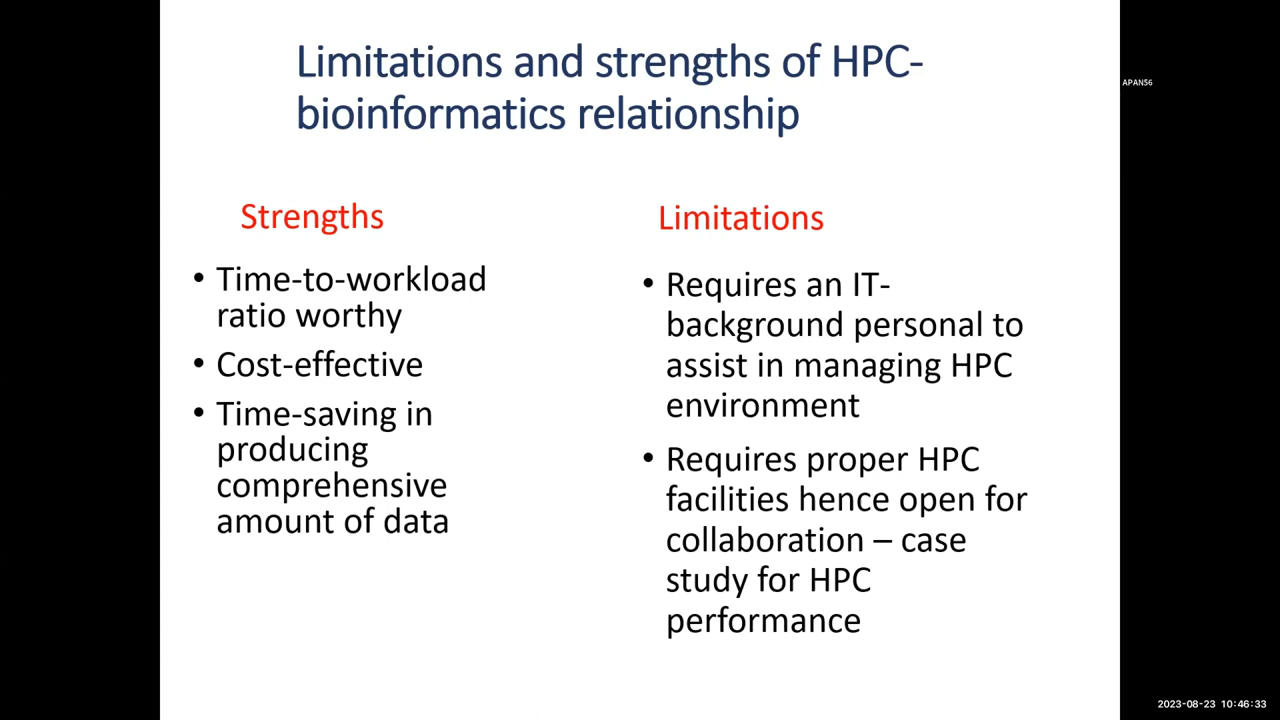 Limitations and strengths of HPC-
bioinformatics relationship
APAN56
Strengths
• Time-to-workload
ratio worthy
• Cost-effective
• Time-saving in
producing
comprehensive
amount of data
Limitations
• Requires an IT-
background personal to
assist in managing HPC
environment
• Requires proper HPC
facilities hence open for
collaboration – case
study for HPC
performance
2023-08-23 10:46:33